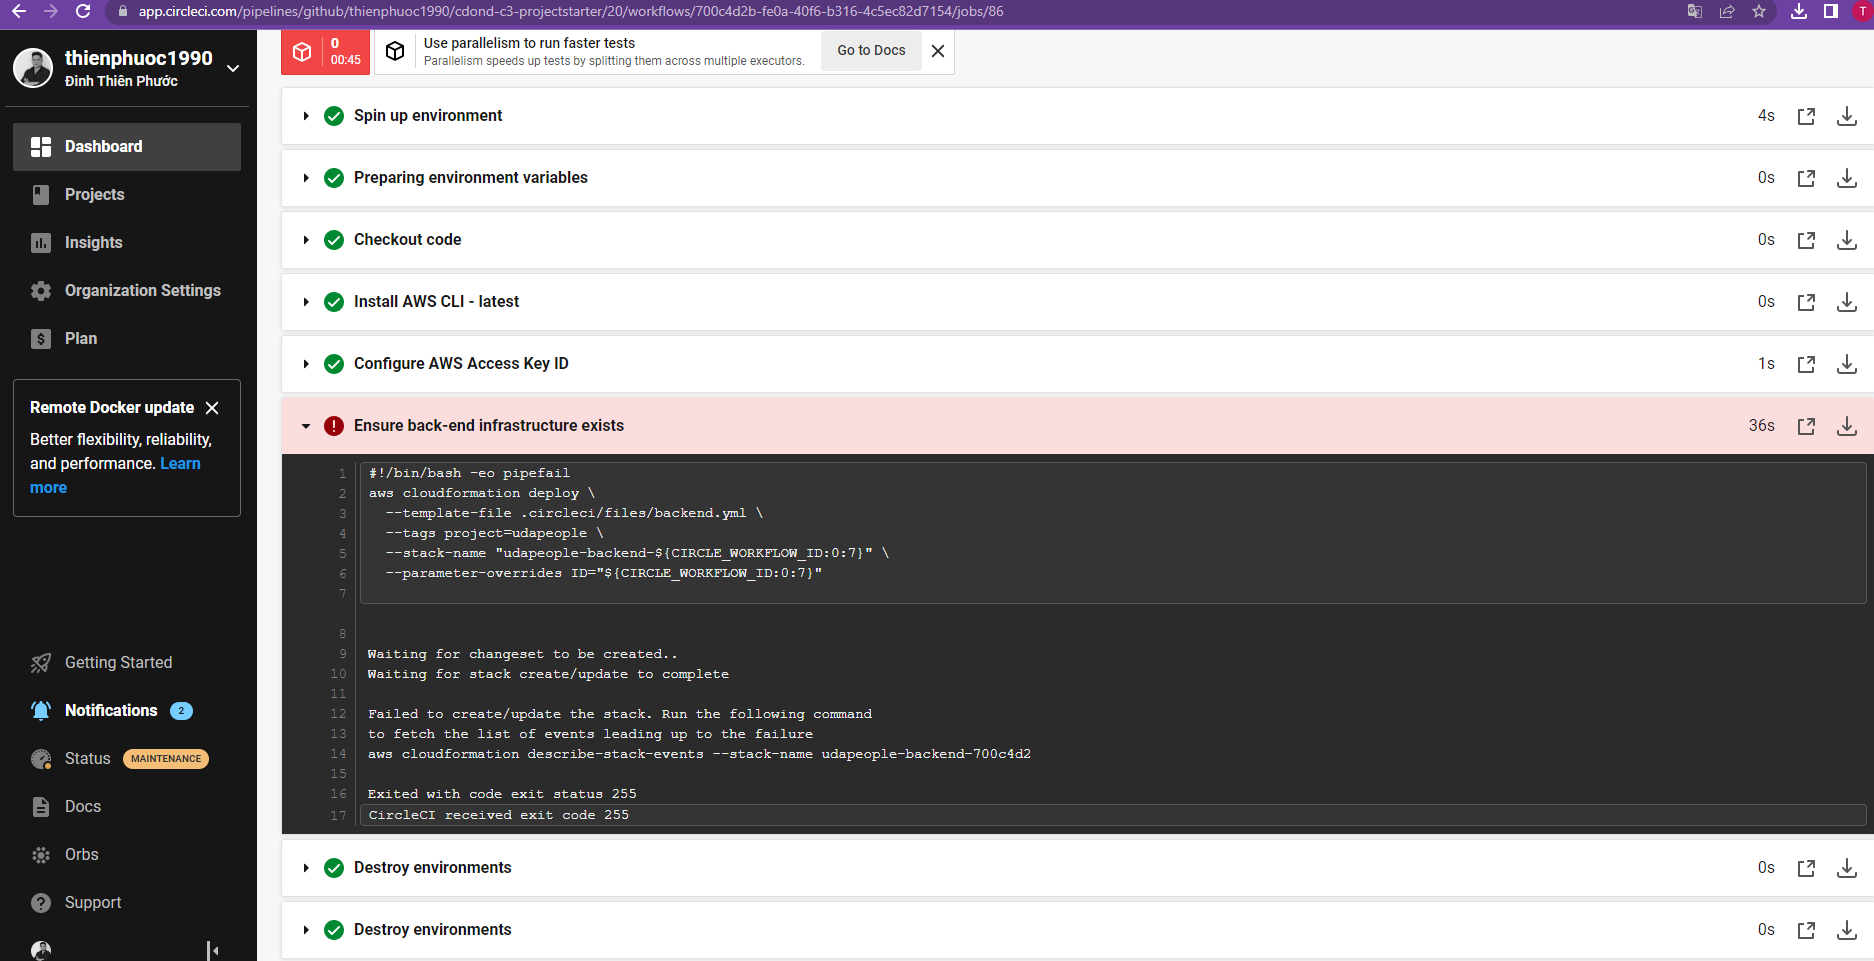 app.circleci.com/pipelines/github/thienphuoc1990/cdond-c3-projectstarter/20/workflows/700c4d2b-fe0a-40f6-b316-4c5ec82d7154/jobs/86
T
thienphuoc1990
Đinh Thiên Phước
Dashboard
Projects
Insights
Organization Settings
Plan
Remote Docker update
Better flexibility, reliability,
and performance. Learn
more
Getting Started
Notifications 2
Status MAINTENANCE
Docs
Orbs
Support
0
00:45
Use parallelism to run faster tests
Parallelism speeds up tests by splitting them across multiple executors.
Go to Docs
Spin up environment 4s
Preparing environment variables 0s
Checkout code 0s
Install AWS CLI - latest 0s
Configure AWS Access Key ID 1s
Ensure back-end infrastructure exists 36s
1 #!/bin/bash -eo pipefail
2 aws cloudformation deploy \
3 --template-file .circleci/files/backend.yml \
4 --tags project=udapeople \
5 --stack-name "udapeople-backend-${CIRCLE_WORKFLOW_ID:0:7}" \
6 --parameter-overrides ID="${CIRCLE_WORKFLOW_ID:0:7}"
7
8
9 Waiting for changeset to be created..
10 Waiting for stack create/update to complete
11
12 Failed to create/update the stack. Run the following command
13 to fetch the list of events leading up to the failure
14 aws cloudformation describe-stack-events --stack-name udapeople-backend-700c4d2
15
16 Exited with code exit status 255
17 CircleCI received exit code 255
Destroy environments 0s
Destroy environments 0s